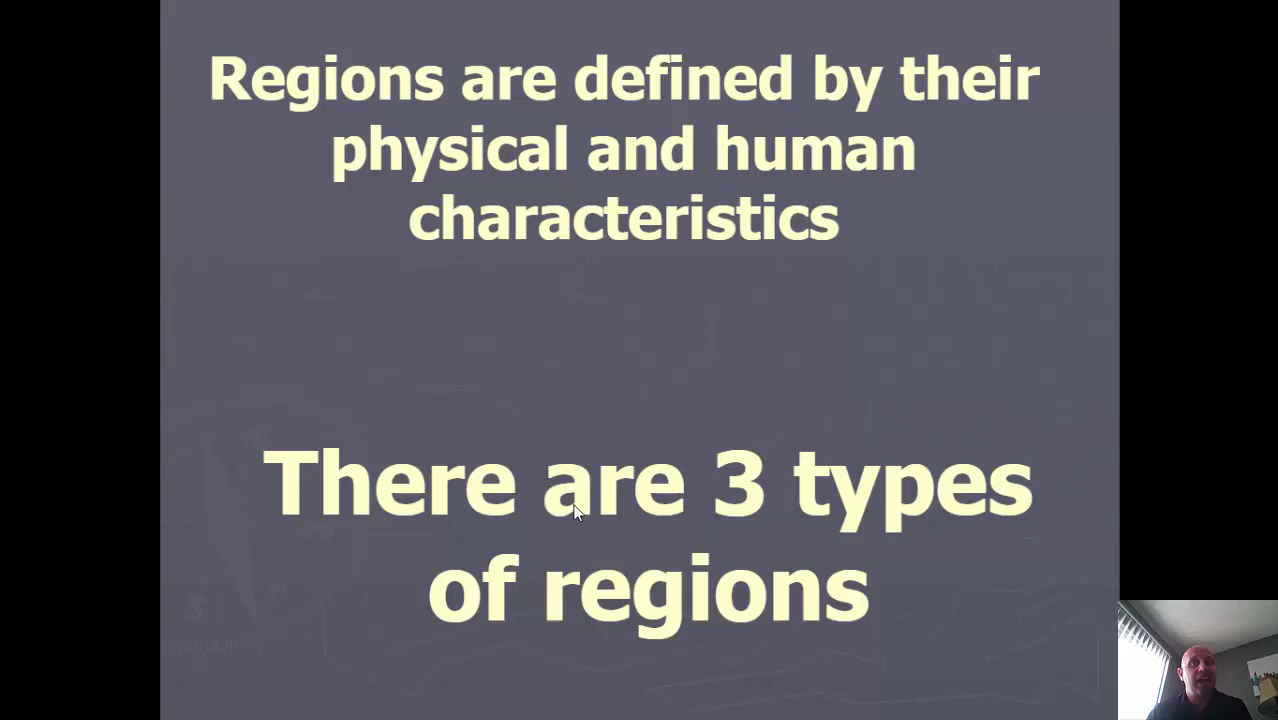 Regions are defined by their
physical and human
characteristics
There are 3 types
of regions